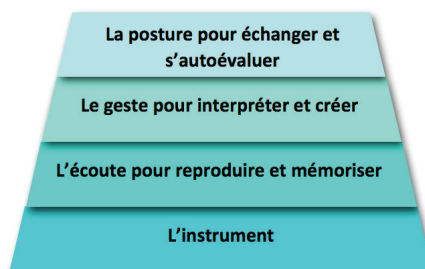 La posture pour échanger et
s’autoévaluer
Le geste pour interpréter et créer
L’écoute pour reproduire et mémoriser
L’instrument